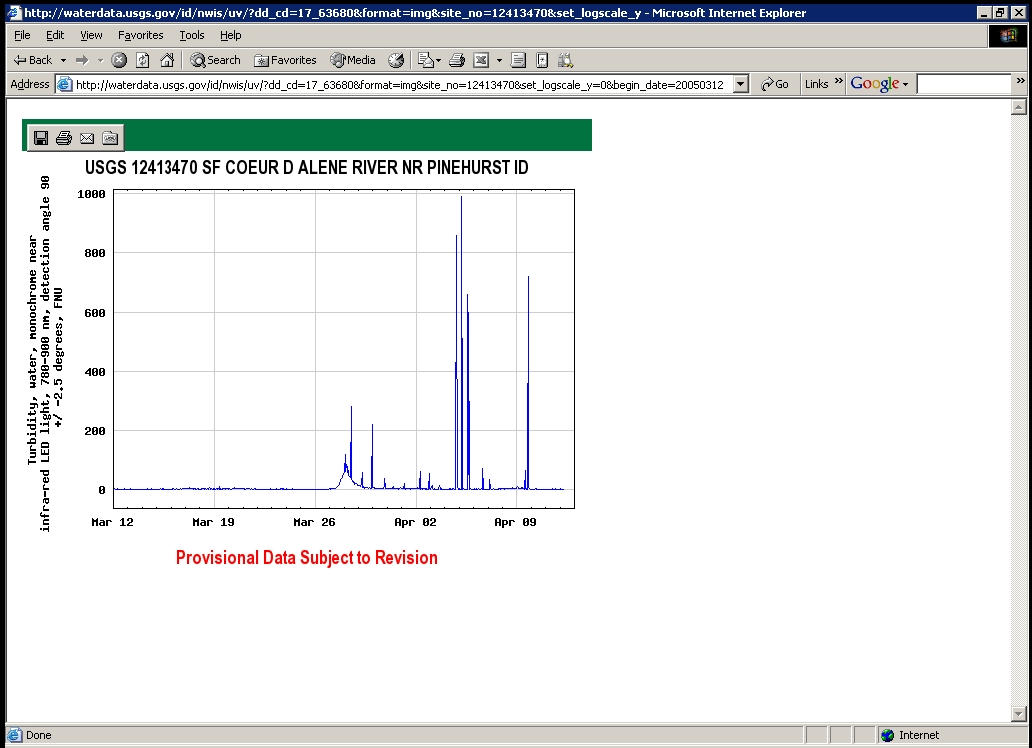 http://waterdata.usgs.gov/id/nwis/uv/?dd_cd=17_63680&format=img&site_no=12413470&set_logscale_y - Microsoft Internet Explorer
File Edit View Favorites Tools Help
Back Search Favorites Media
Address http://waterdata.usgs.gov/id/nwis/uv/?dd_cd=17_63680&format=img&site_no=12413470&set_logscale_y=0&begin_date=20050312 Go Links » Google »
USGS 12413470 SF COEUR D ALENE RIVER NR PINEHURST ID
Turbidity, water, monochrome near
infra-red LED light, 780-900 nm, detection angle 90
+/ -2.5 degrees, FNU
1000
800
600
400
200
0
Mar 12 Mar 19 Mar 26 Apr 02 Apr 09
Provisional Data Subject to Revision
Done Internet